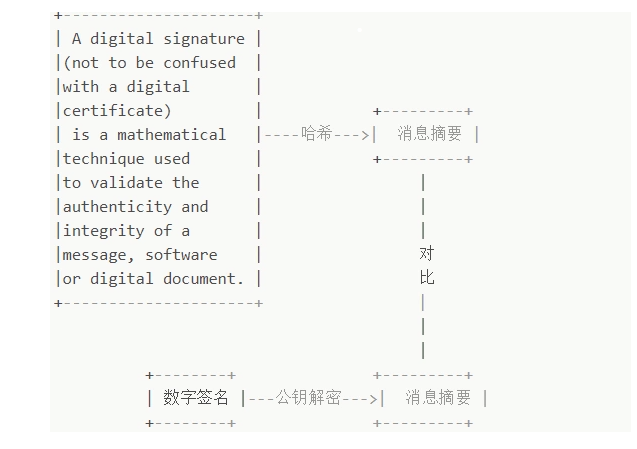 A digital signature
(not to be confused
with a digital
certificate)
is a mathematical
technique used
to validate the
authenticity and
integrity of a
message, software
or digital document.
----哈希--->
消息摘要
对
比
数字签名
---公钥解密--->
消息摘要